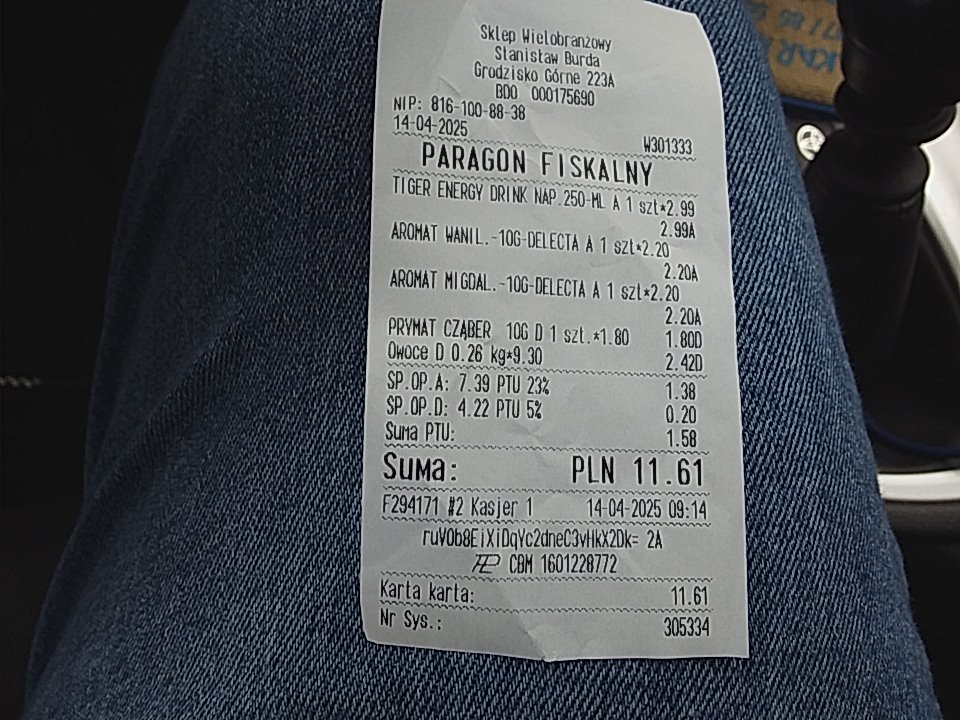 Sklep Wielobranżowy
Stanisław Burda
Grodzisko Górne 223A
BDO 000175690
NIP: 816-100-88-38
14-04-2025 W301333
PARAGON FISKALNY
TIGER ENERGY DRINK NAP.250-ML A 1 szt*2.99
2.99A
AROMAT WANIL.-10G-DELECTA A 1 szt*2.20
2.20A
AROMAT MIGDAL.-10G-DELECTA A 1 szt*2.20
2.20A
PRYMAT CZĄBER 10G D 1 szt.*1.80 1.80D
Owoce D 0.26 kg*9.30 2.42D
SP.OP.A: 7.39 PTU 23% 1.38
SP.OP.D: 4.22 PTU 5% 0.20
Suma PTU: 1.58
Suma: PLN 11.61
F294171 #2 Kasjer 1 14-04-2025 09:14
ruVOb8EiXiDqYc2dneC3vHkX2Dk= 2A
CBM 1601228772
Karta karta: 11.61
Nr Sys.: 305334